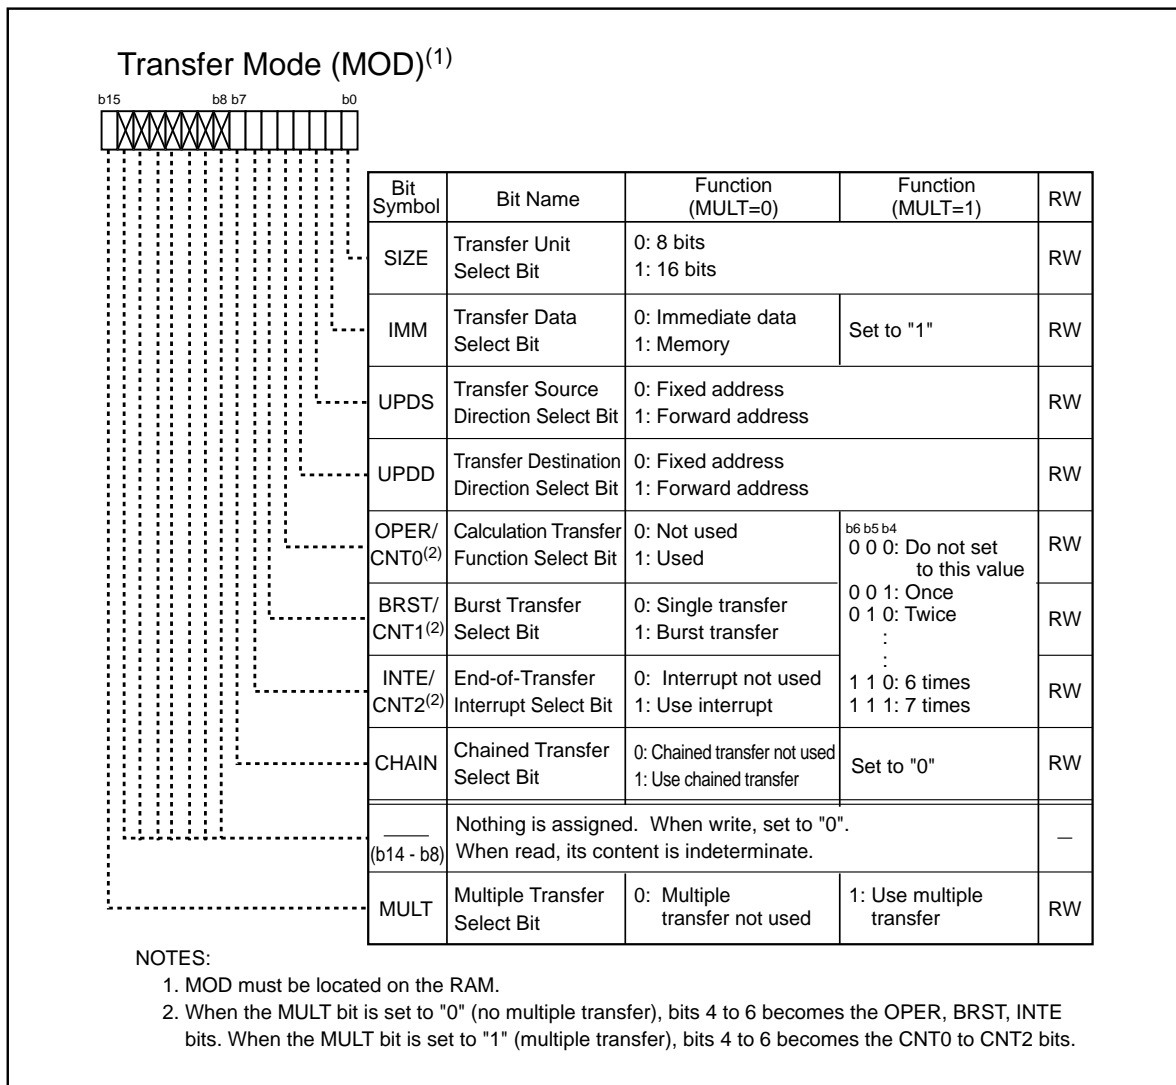 Transfer Mode (MOD)(1)
b15 b8 b7 b0
Bit Symbol Bit Name Function (MULT=0) Function (MULT=1) RW
SIZE Transfer Unit Select Bit 0: 8 bits 1: 16 bits RW
IMM Transfer Data Select Bit 0: Immediate data 1: Memory Set to "1" RW
UPDS Transfer Source Direction Select Bit 0: Fixed address 1: Forward address RW
UPDD Transfer Destination Direction Select Bit 0: Fixed address 1: Forward address RW
OPER/ CNT0(2) Calculation Transfer Function Select Bit 0: Not used 1: Used RW
b6 b5 b4
0 0 0: Do not set to this value
0 0 1: Once
0 1 0: Twice
:
:
1 1 0: 6 times
1 1 1: 7 times
BRST/ CNT1(2) Burst Transfer Select Bit 0: Single transfer 1: Burst transfer RW
INTE/ CNT2(2) End-of-Transfer Interrupt Select Bit 0: Interrupt not used 1: Use interrupt RW
CHAIN Chained Transfer Select Bit 0: Chained transfer not used 1: Use chained transfer Set to "0" RW
(b14 - b8) Nothing is assigned. When write, set to "0". When read, its content is indeterminate. —
MULT Multiple Transfer Select Bit 0: Multiple transfer not used 1: Use multiple transfer RW
NOTES:
1. MOD must be located on the RAM.
2. When the MULT bit is set to "0" (no multiple transfer), bits 4 to 6 becomes the OPER, BRST, INTE
bits. When the MULT bit is set to "1" (multiple transfer), bits 4 to 6 becomes the CNT0 to CNT2 bits.